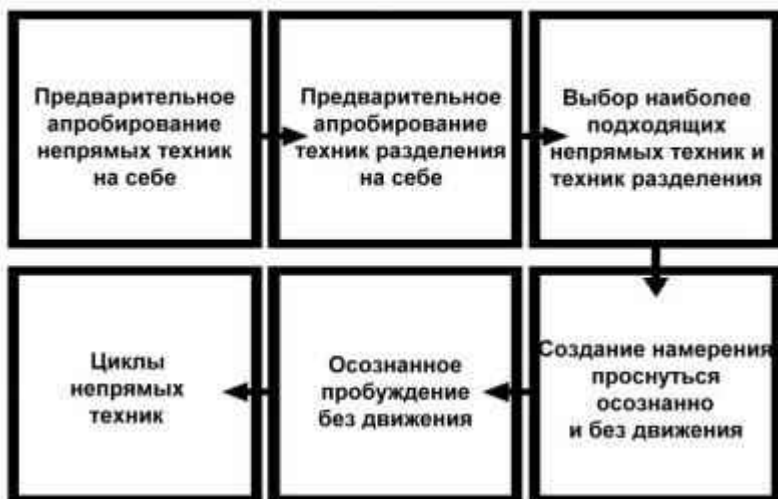 Предварительное
апробирование
непрямых техник
на себе
Предварительное
апробирование
техник разделения
на себе
Выбор наиболее
подходящих
непрямых техник и
техник разделения
Создание намерения
проснуться
осознанно
и без движения
Осознанное
пробуждение
без движения
Циклы
непрямых
техник